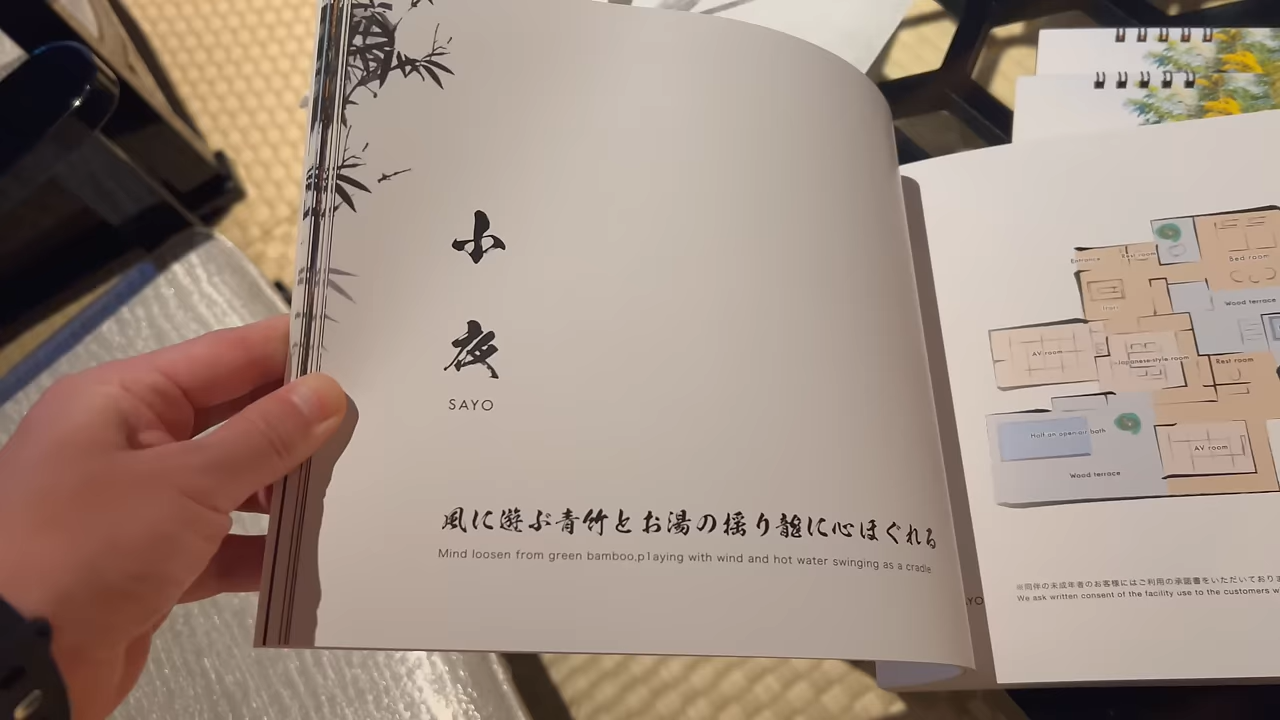 小
夜
SAYO
風に遊ぶ青竹とお湯の揺り籠に心ほぐれる
Mind loosen from green bamboo,p1aying with wind and hot water swinging as a cradle
Entrance
Rest room
Bed room
Wood terrace
AV room
Japanese-style room
Rest room
Half an open-air bath
AV room
Wood terrace
※同伴の未成年者のお客様にはご利用の承諾書をいただいており
We ask written consent of the facility use to the customers